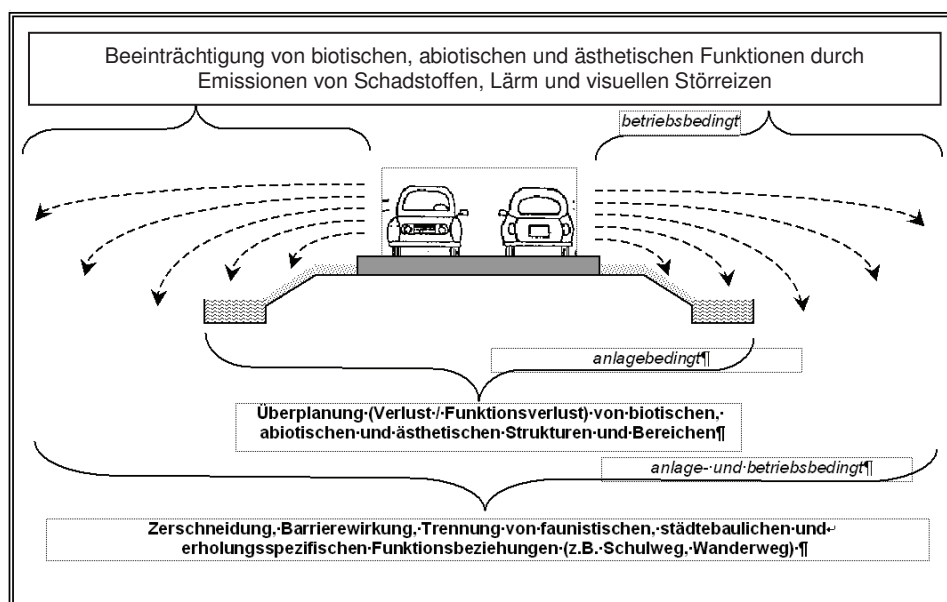 Beeinträchtigung von biotischen, abiotischen und ästhetischen Funktionen durch
Emissionen von Schadstoffen, Lärm und visuellen Störreizen
betriebsbedingt
anlagebedingt¶
Überplanung·(Verlust·/·Funktionsverlust)·von·biotischen,·
abiotischen·und·ästhetischen·Strukturen·und·Bereichen¶
anlage-·und·betriebsbedingt¶
Zerschneidung,·Barrierewirkung,·Trennung·von·faunistischen,·städtebaulichen·und↵
erholungsspezifischen·Funktionsbeziehungen·(z.B.·Schulweg,·Wanderweg)·¶